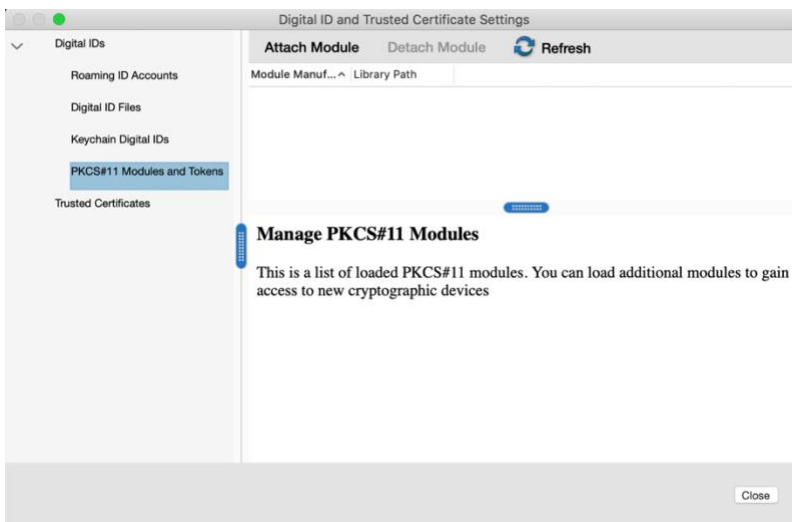 Digital ID and Trusted Certificate Settings
Digital IDs
Roaming ID Accounts
Digital ID Files
Keychain Digital IDs
PKCS#11 Modules and Tokens
Trusted Certificates
Attach Module Detach Module Refresh
Module Manuf... Library Path
Manage PKCS#11 Modules
This is a list of loaded PKCS#11 modules. You can load additional modules to gain
access to new cryptographic devices
Close